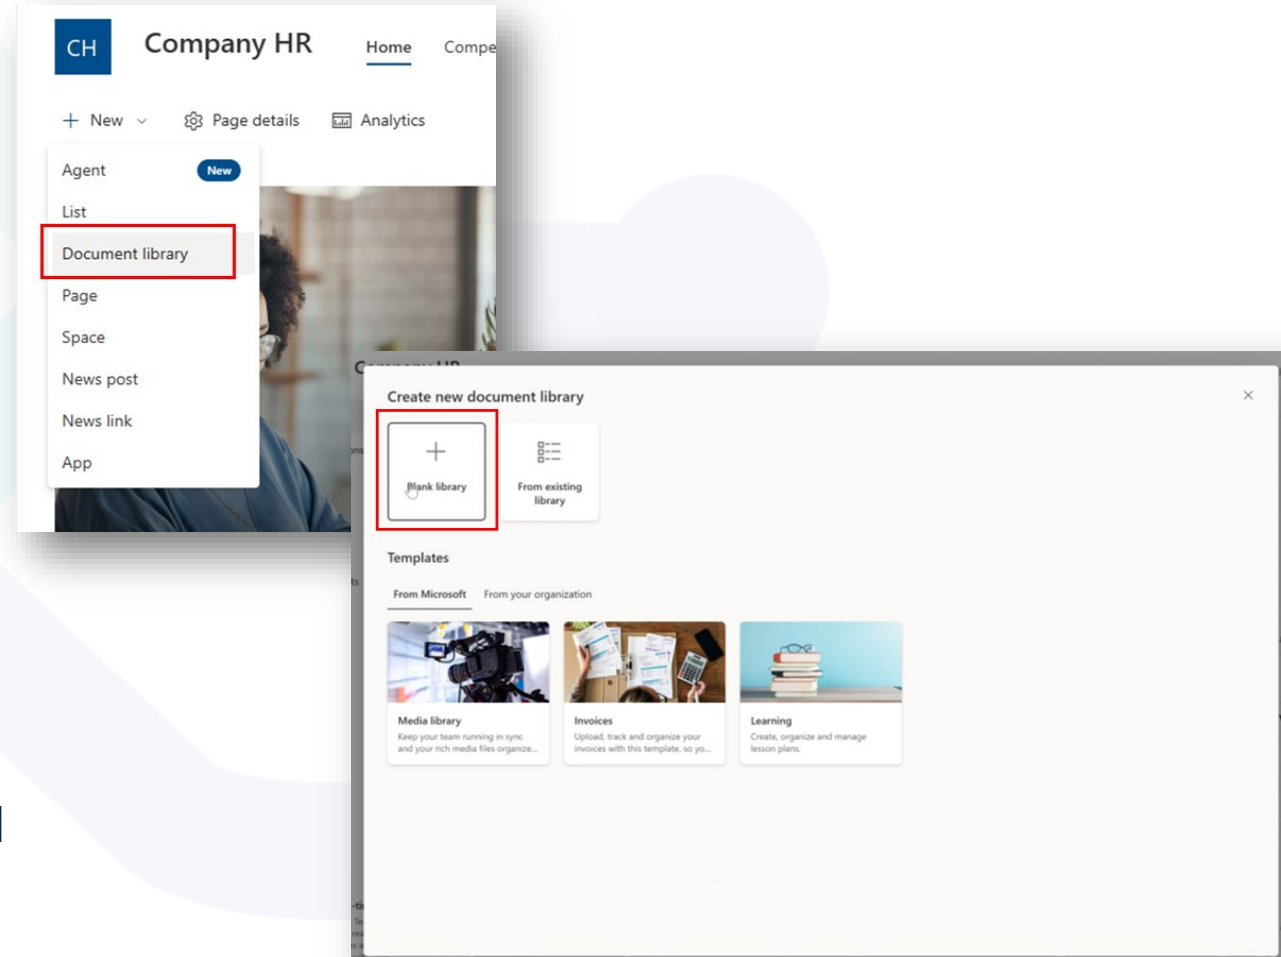 CH
Company HR
Home
Compe
New
Page details
Analytics
Agent
New
List
Document library
Page
Space
News post
News link
App
Company HR
Create new document library
Blank library
From existing
library
Templates
From Microsoft
From your organization
Media library
Keep your team running in sync
and your rich media files organize...
Invoices
Upload, track and organize your
invoices with this template, so yo...
Learning
Create, organize and manage
lesson plans.